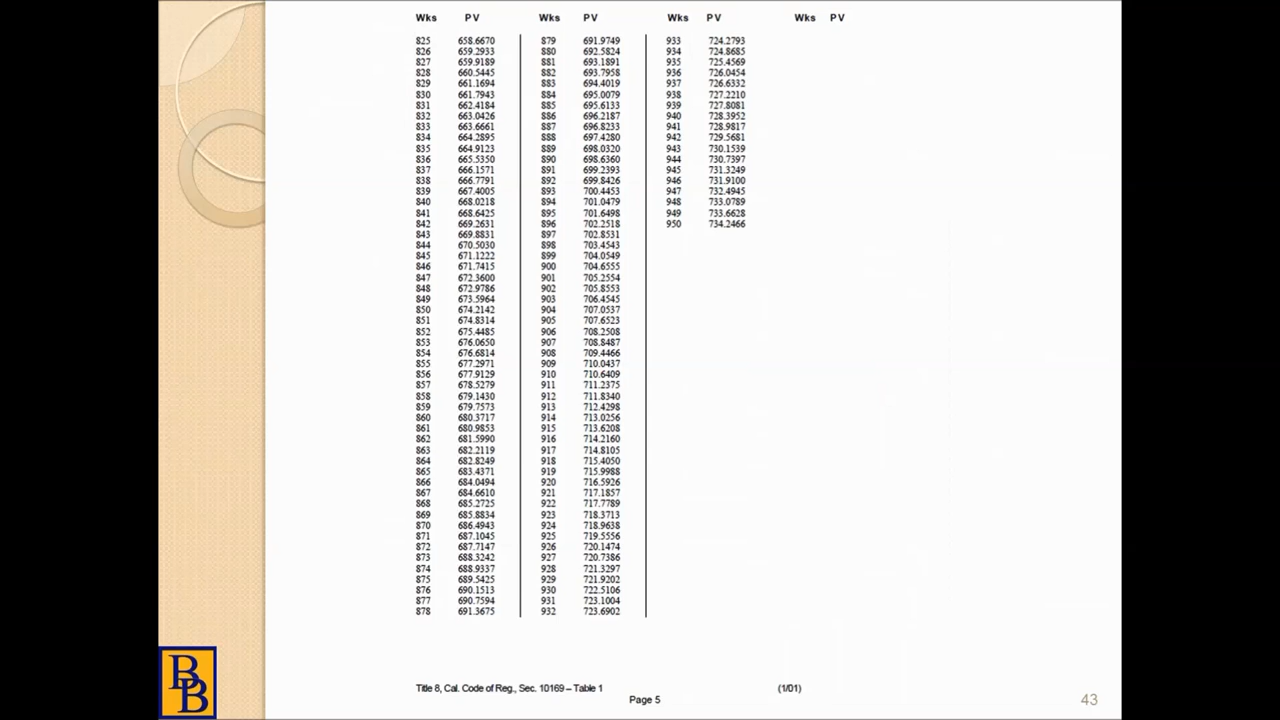 Wks PV Wks PV Wks PV Wks PV
825 658.6670 879 691.9749 933 724.2793
826 659.2933 880 692.5824 934 724.8685
827 659.9189 881 693.1891 935 725.4569
828 660.5445 882 693.7958 936 726.0454
829 661.1694 883 694.4019 937 726.6332
830 661.7943 884 695.0079 938 727.2210
831 662.4184 885 695.6133 939 727.8081
832 663.0426 886 696.2187 940 728.3952
833 663.6661 887 696.8233 941 728.9817
834 664.2895 888 697.4280 942 729.5681
835 664.9123 889 698.0320 943 730.1539
836 665.5350 890 698.6360 944 730.7397
837 666.1571 891 699.2393 945 731.3249
838 666.7791 892 699.8426 946 731.9100
839 667.4005 893 700.4453 947 732.4945
840 668.0218 894 701.0479 948 733.0789
841 668.6425 895 701.6498 949 733.6628
842 669.2631 896 702.2518 950 734.2466
843 669.8831 897 702.8531
844 670.5030 898 703.4543
845 671.1222 899 704.0549
846 671.7415 900 704.6555
847 672.3600 901 705.2554
848 672.9786 902 705.8553
849 673.5964 903 706.4545
850 674.2142 904 707.0537
851 674.8314 905 707.6523
852 675.4485 906 708.2508
853 676.0650 907 708.8487
854 676.6814 908 709.4466
855 677.2971 909 710.0437
856 677.9129 910 710.6409
857 678.5279 911 711.2375
858 679.1430 912 711.8340
859 679.7573 913 712.4298
860 680.3717 914 713.0256
861 680.9853 915 713.6208
862 681.5990 916 714.2160
863 682.2119 917 714.8105
864 682.8249 918 715.4050
865 683.4371 919 715.9988
866 684.0494 920 716.5926
867 684.6610 921 717.1857
868 685.2725 922 717.7789
869 685.8834 923 718.3713
870 686.4943 924 718.9638
871 687.1045 925 719.5556
872 687.7147 926 720.1474
873 688.3242 927 720.7386
874 688.9337 928 721.3297
875 689.5425 929 721.9202
876 690.1513 930 722.5106
877 690.7594 931 723.1004
878 691.3675 932 723.6902
Title 8, Cal. Code of Reg., Sec. 10169 – Table 1 (1/01)
Page 5
43
BB